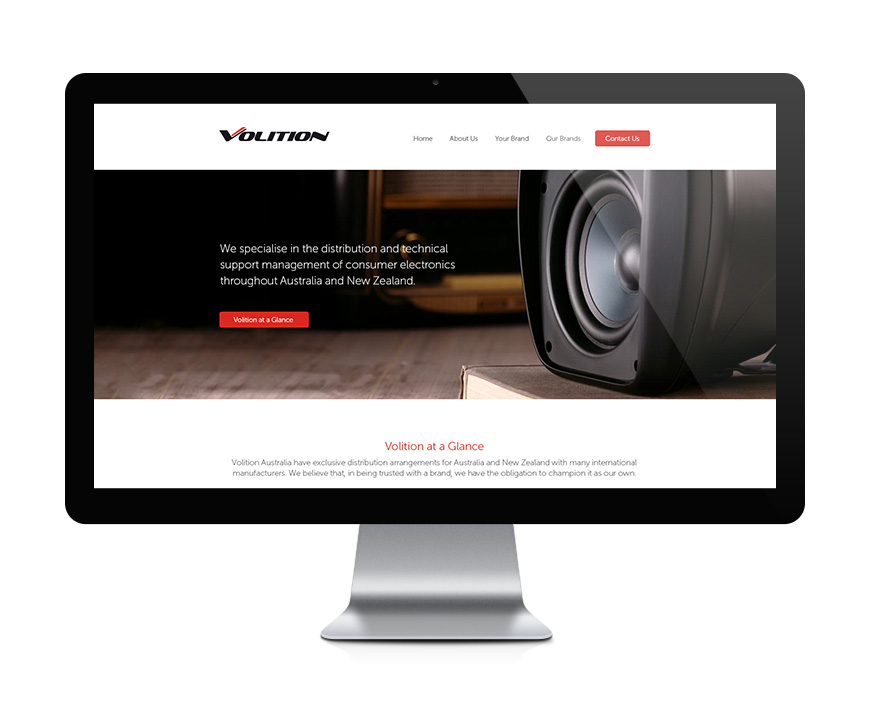 VOLITION
Home About Us Your Brand Our Brands Contact Us
We specialise in the distribution and technical
support management of consumer electronics
throughout Australia and New Zealand.
Volition at a Glance
Volition at a Glance
Volition Australia have exclusive distribution arrangements for Australia and New Zealand with many international
manufacturers. We believe that, in being trusted with a brand, we have the obligation to champion it as our own.